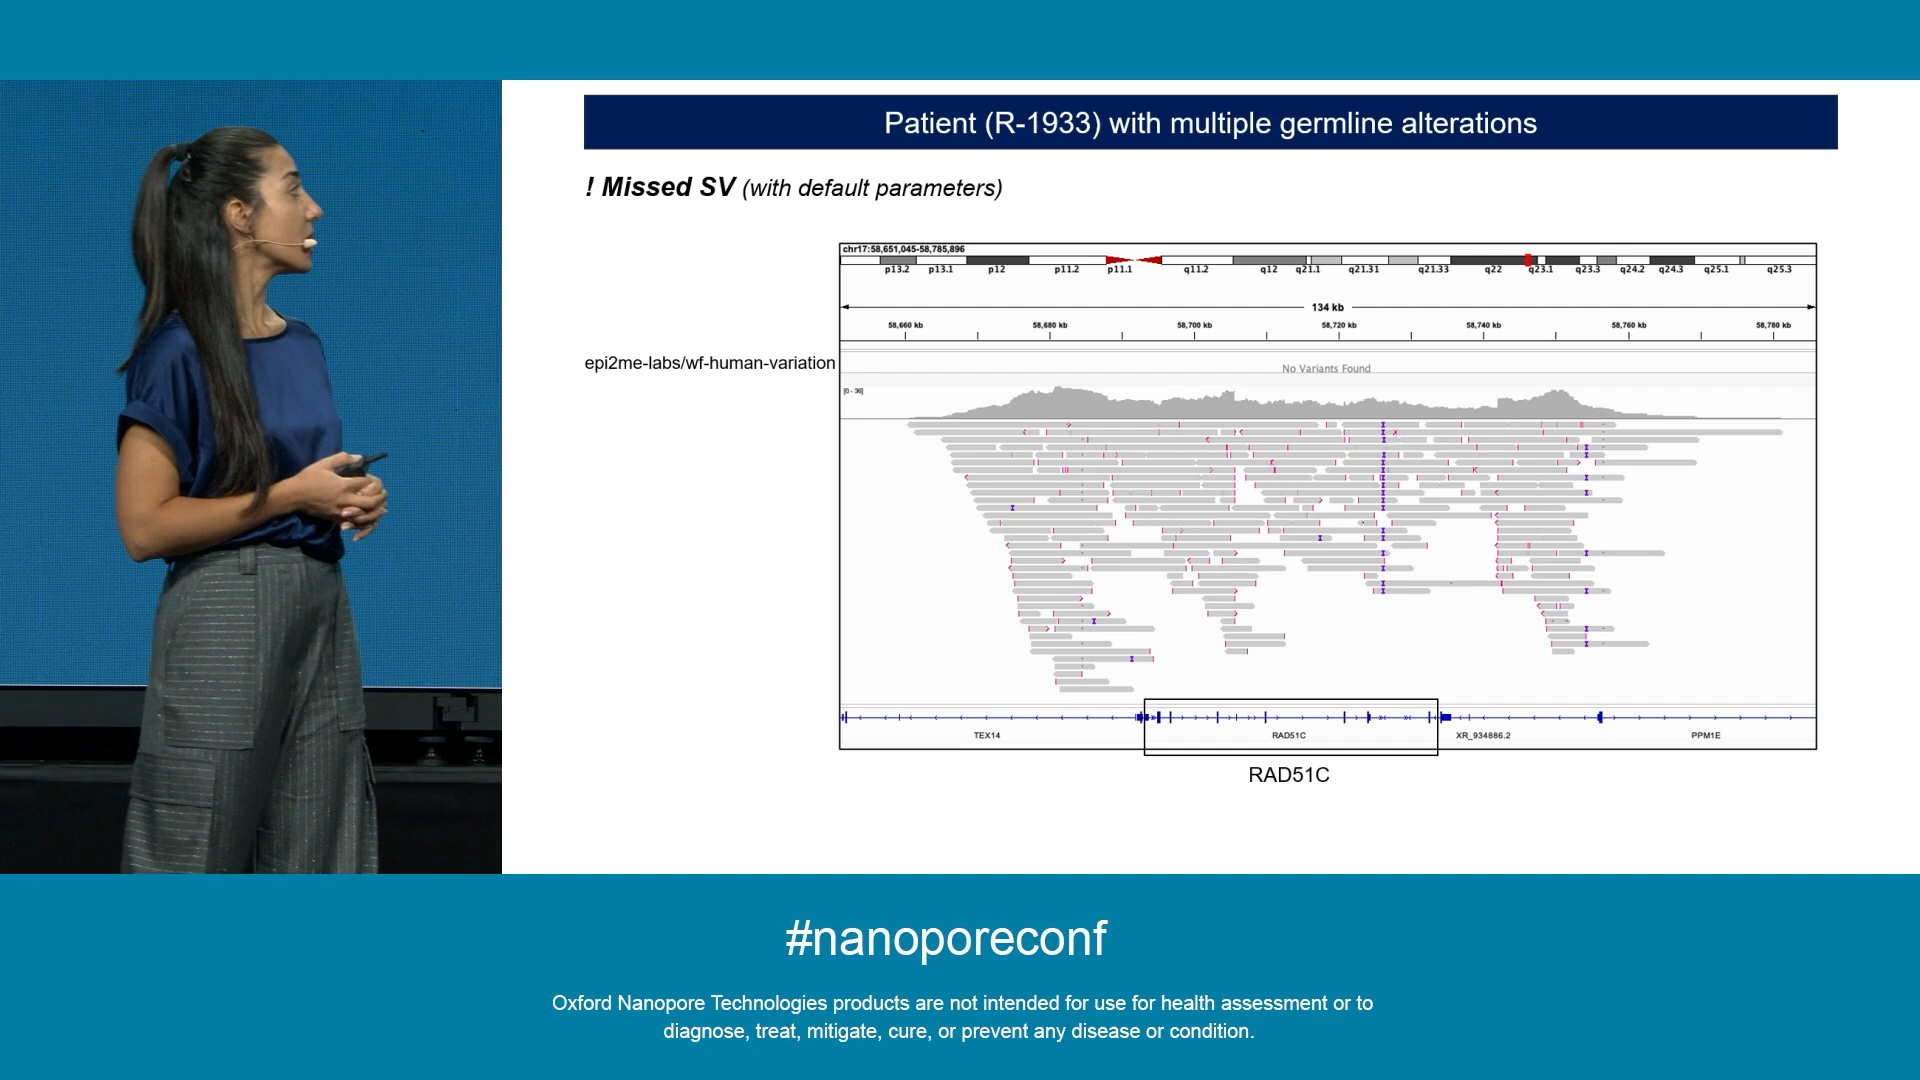 Patient (R-1933) with multiple germline alterations
! Missed SV (with default parameters)
chr17:58,651,045-58,785,896
p13.2 p13.1 p12 p11.2 p11.1 q11.2 q12 q21.1 q21.31 q21.33 q22 q23.1 q23.3 q24.2 q24.3 q25.1 q25.3
134 kb
58,660 kb 58,680 kb 58,700 kb 58,720 kb 58,740 kb 58,760 kb 58,780 kb
epi2me-labs/wf-human-variation
No Variants Found
[0 - 36]
TEX14 RAD51C XR_934886.2 PPM1E
RAD51C
#nanoporeconf
Oxford Nanopore Technologies products are not intended for use for health assessment or to
diagnose, treat, mitigate, cure, or prevent any disease or condition.